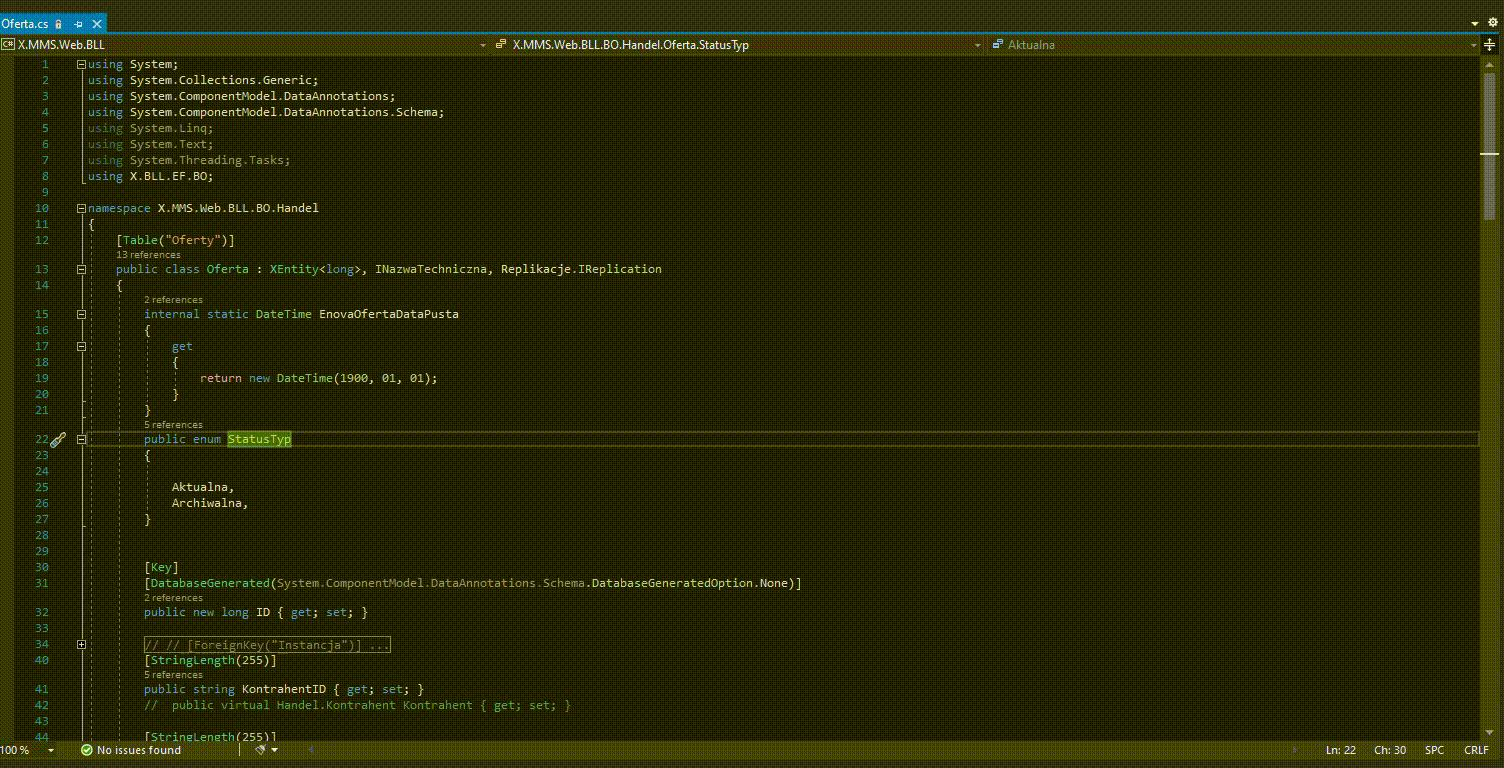 Oferta.cs
C# X.MMS.Web.BLL X.MMS.Web.BLL.BO.Handel.Oferta.StatusTyp Aktualna
1 using System;
2 using System.Collections.Generic;
3 using System.ComponentModel.DataAnnotations;
4 using System.ComponentModel.DataAnnotations.Schema;
5 using System.Linq;
6 using System.Text;
7 using System.Threading.Tasks;
8 using X.BLL.EF.BO;
9
10 namespace X.MMS.Web.BLL.BO.Handel
11 {
12 [Table("Oferty")]
13 references
13 public class Oferta : XEntity<long>, INazwaTechniczna, Replikacje.IReplication
14 {
2 references
15 internal static DateTime EnovaOfertaDataPusta
16 {
17 get
18 {
19 return new DateTime(1900, 01, 01);
20 }
21 }
5 references
22 public enum StatusTyp
23 {
24
25 Aktualna,
26 Archiwalna,
27 }
28
29
30 [Key]
31 [DatabaseGenerated(System.ComponentModel.DataAnnotations.Schema.DatabaseGeneratedOption.None)]
2 references
32 public new long ID { get; set; }
33
34 // // [ForeignKey("Instancja")] ...
40 [StringLength(255)]
5 references
41 public string KontrahentID { get; set; }
42 //  public virtual Handel.Kontrahent Kontrahent { get; set; }
43
44 [StringLength(255)]
100 % No issues found Ln: 22 Ch: 30 SPC CRLF